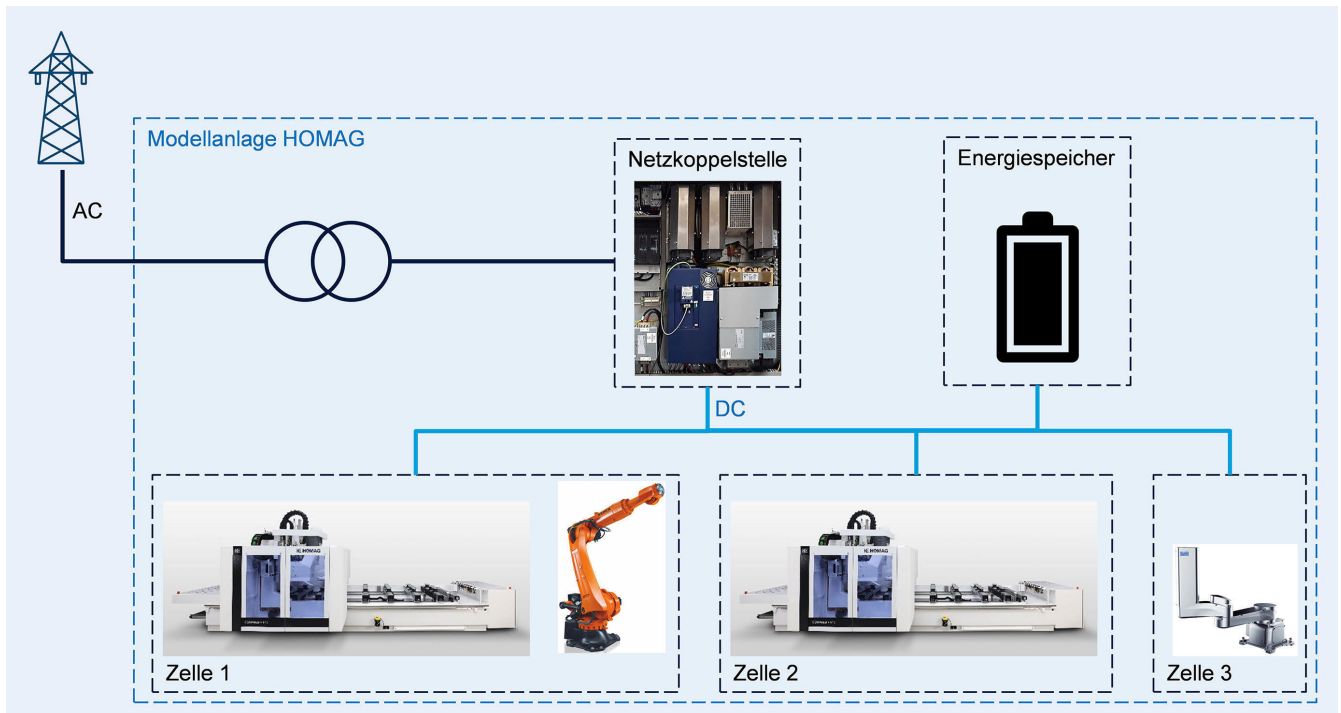 Modellanlage HOMAG
Netzkoppelstelle
Energiespeicher
AC
DC
HOMAG
HOMAG
Zelle 1
Zelle 2
Zelle 3